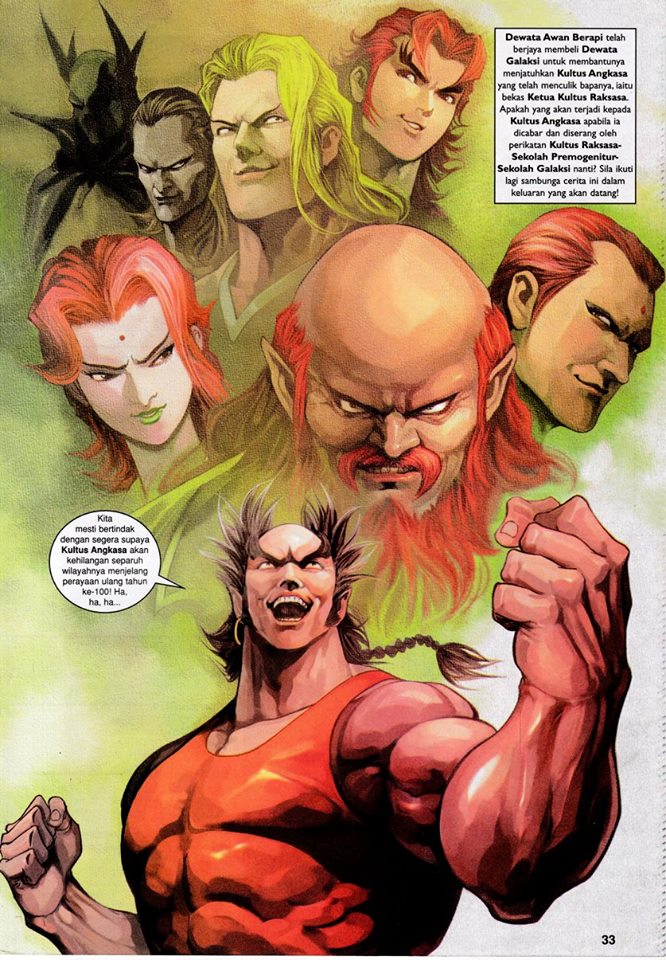 Dewata Awan Berapi telah
berjaya membeli Dewata
Galaksi untuk membantunya
menjatuhkan Kultus Angkasa
yang telah menculik bapanya, iaitu
bekas Ketua Kultus Raksasa.
Apakah yang akan terjadi kepada
Kultus Angkasa apabila ia
dicabar dan diserang oleh
perikatan Kultus Raksasa-
Sekolah Premogenitur-
Sekolah Galaksi nanti? Sila ikuti
lagi sambunga cerita ini dalam
keluaran yang akan datang!
Kita
mesti bertindak
dengan segera supaya
Kultus Angkasa akan
kehilangan separuh
wilayahnya menjelang
perayaan ulang tahun
ke-100! Ha,
ha, ha...
33